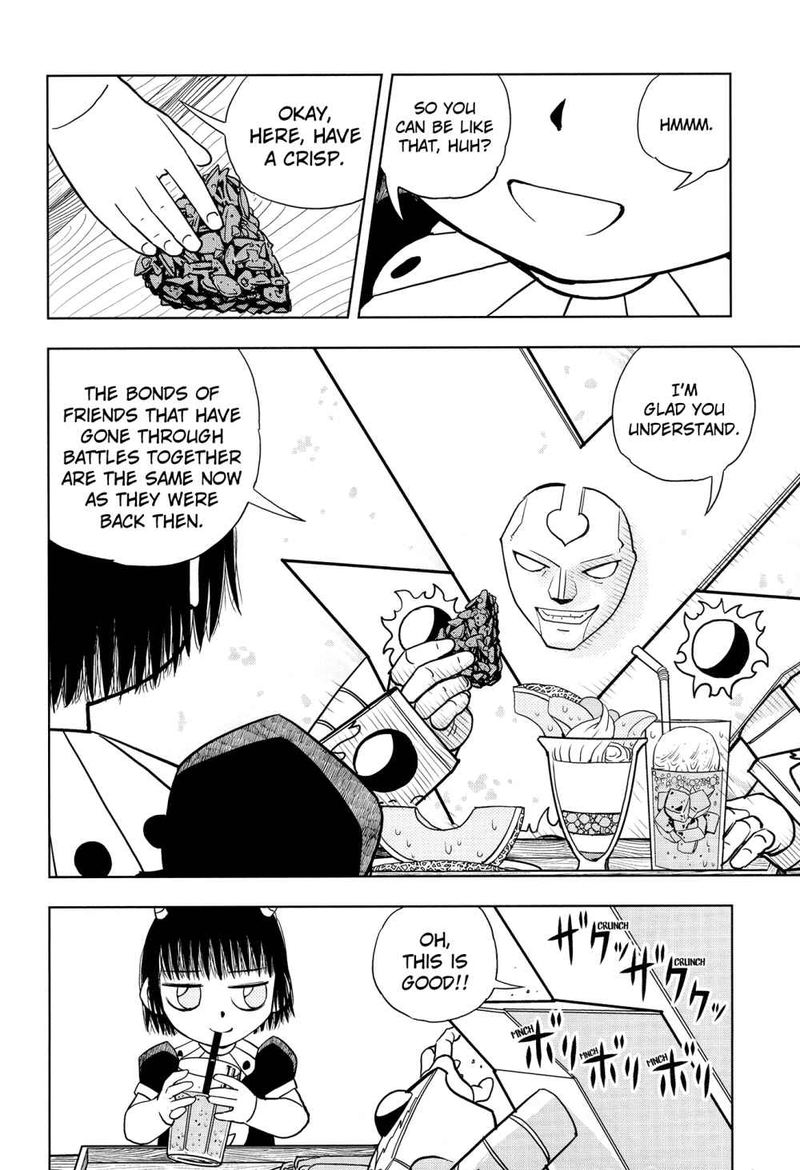 HMMM.
SO YOU
CAN BE LIKE
THAT, HUH?
OKAY,
HERE, HAVE
A CRISP.
I'M
GLAD YOU
UNDERSTAND.
THE BONDS OF
FRIENDS THAT HAVE
GONE THROUGH
BATTLES TOGETHER
ARE THE SAME NOW
AS THEY WERE
BACK THEN.
ザクッ
CRUNCH
ザクッ
CRUNCH
ボリ
MNCH
ボリ
MNCH
ボリ
MNCH
OH,
THIS IS
GOOD!!